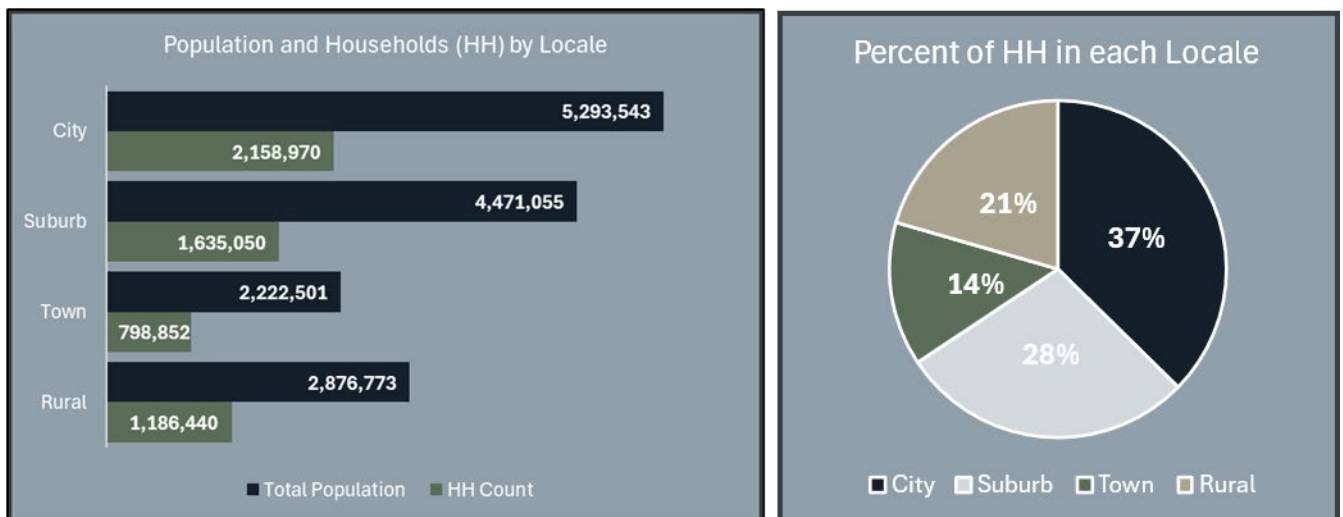 Population and Households (HH) by Locale
City
5,293,543
2,158,970
Suburb
4,471,055
1,635,050
Town
2,222,501
798,852
Rural
2,876,773
1,186,440
Total Population
HH Count
Percent of HH in each Locale
21%
37%
14%
28%
City
Suburb
Town
Rural